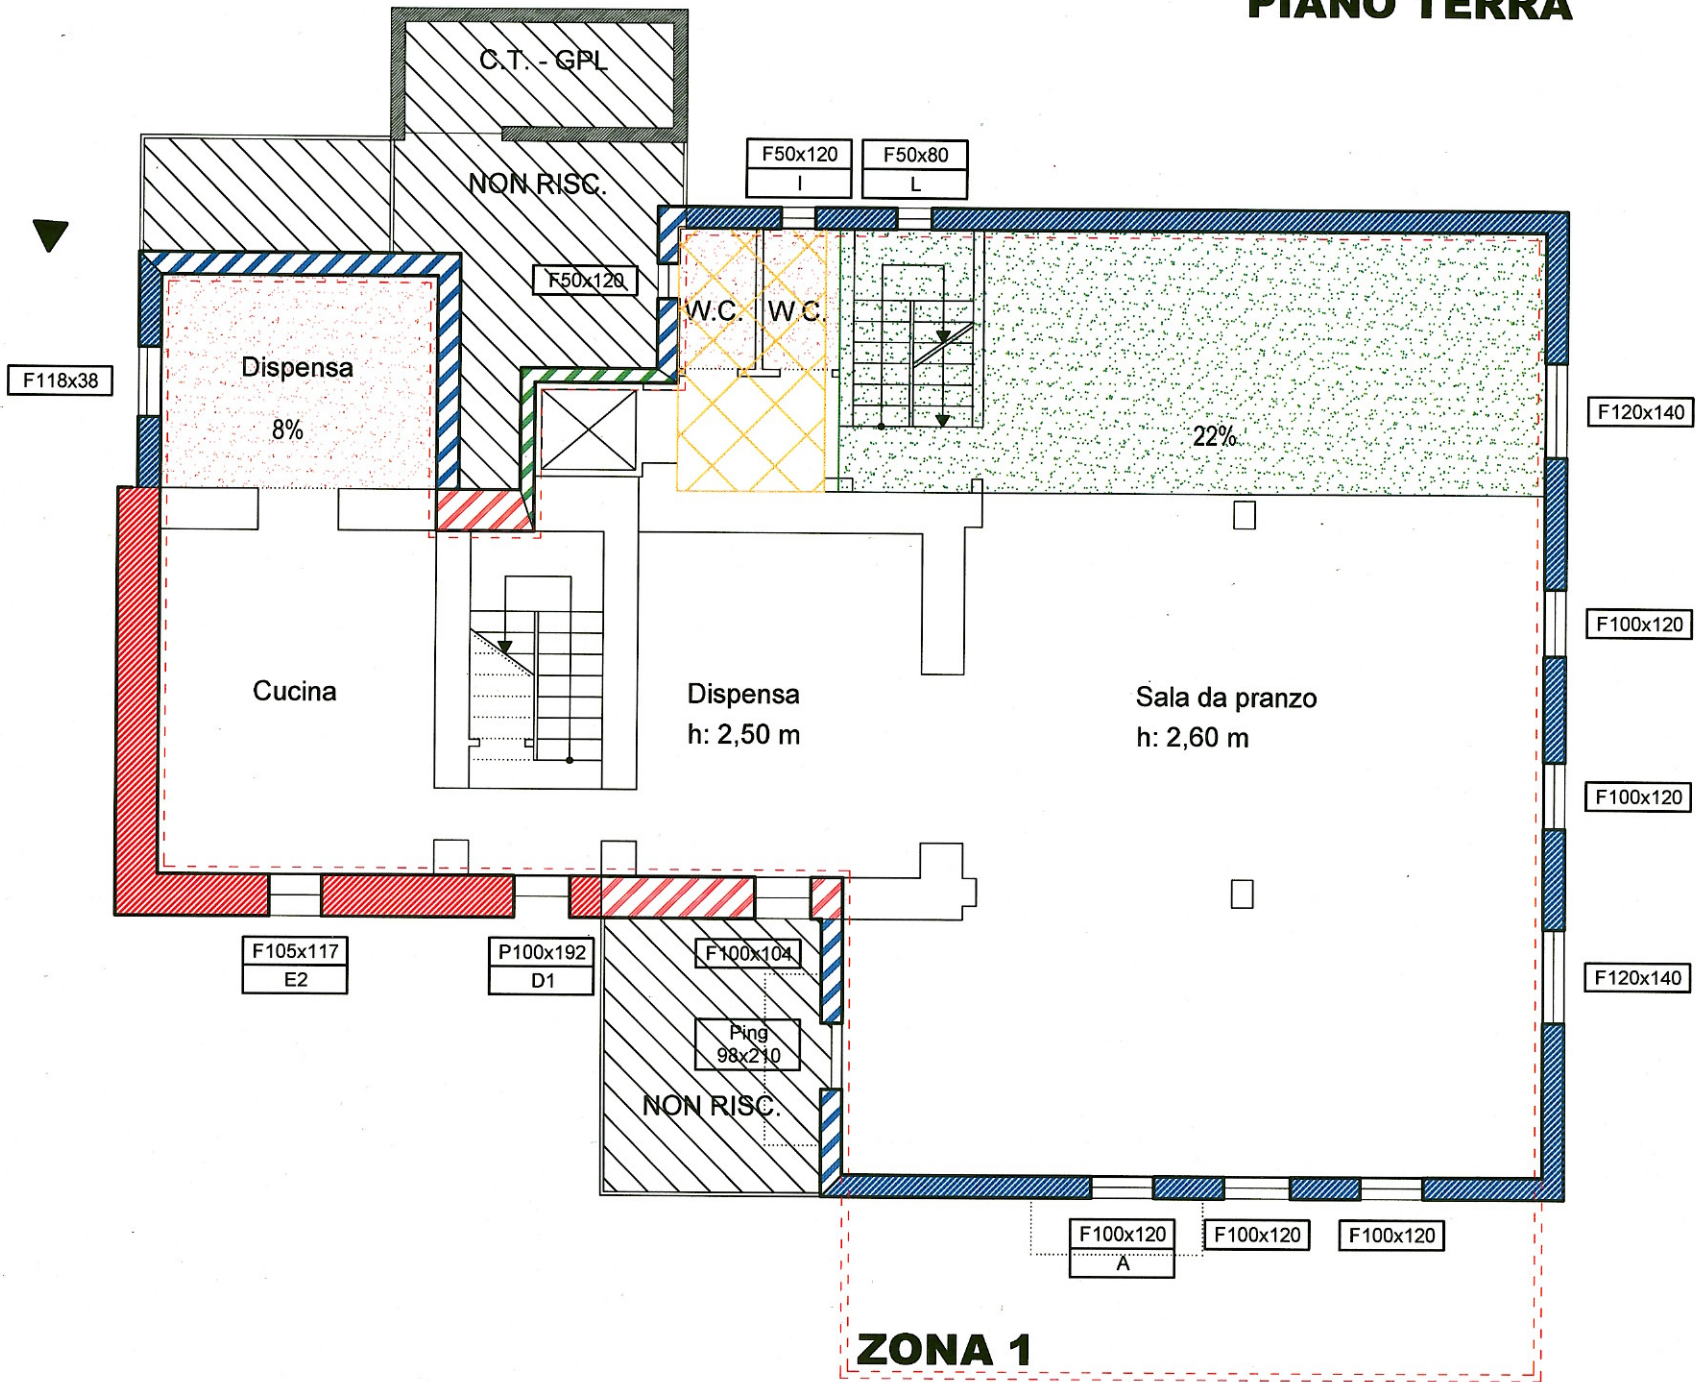 PIANO TERRA
C.T. - GPL
NON RISC.
F50x120
I
F50x80
L
F50x120
W.C.
W.C.
Dispensa
8%
F118x38
22%
F120x140
F100x120
F100x120
F120x140
Cucina
Dispensa
h: 2,50 m
Sala da pranzo
h: 2,60 m
F105x117
E2
P100x192
D1
F100x104
Ping
98x210
NON RISC.
F100x120
A
F100x120
F100x120
ZONA 1